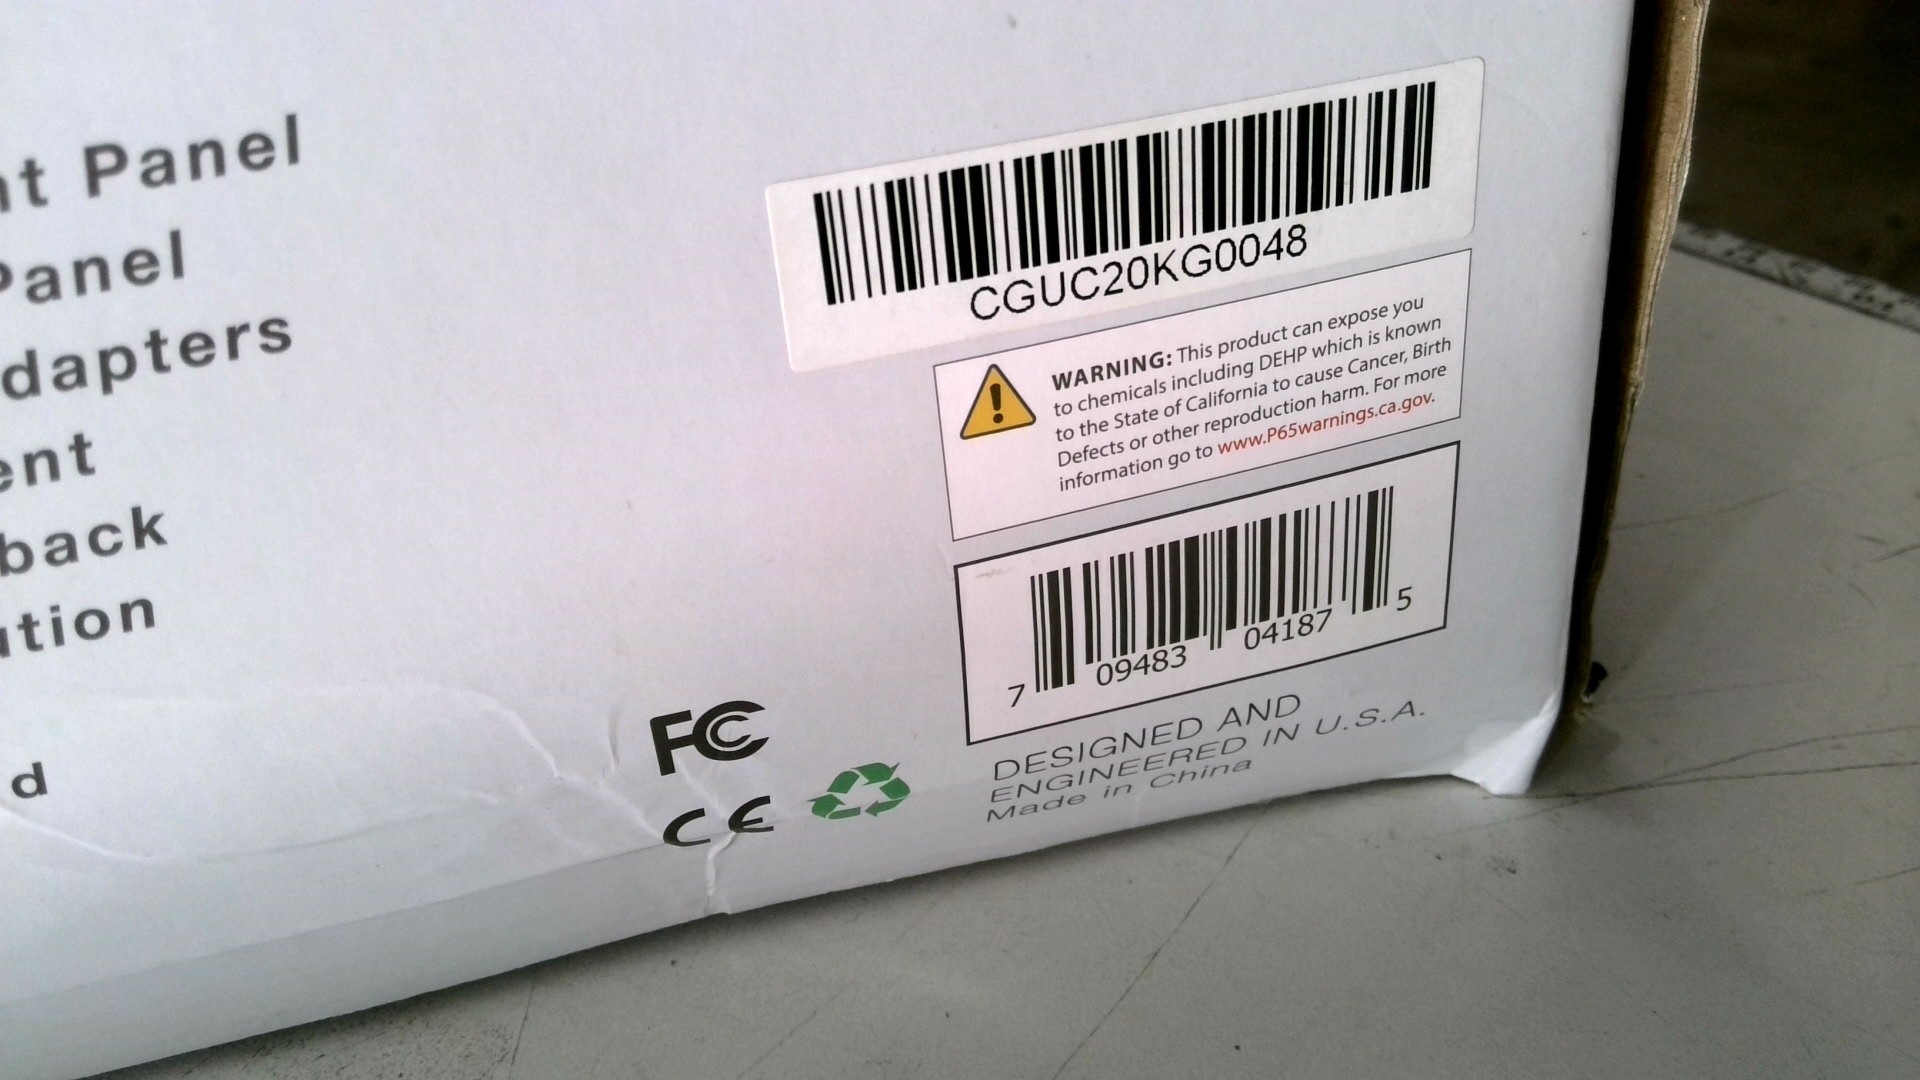 Panel
Panel
dapters
back
d
CGUC20KG0048
WARNING: This product can expose you
to chemicals including DEHP which is known
to the State of California to cause Cancer, Birth
Defects or other reproduction harm. For more
information go to www.P65warnings.ca.gov.
7 09483 04187 5
FC
CE
DESIGNED AND
ENGINEERED IN U.S.A.
Made in China